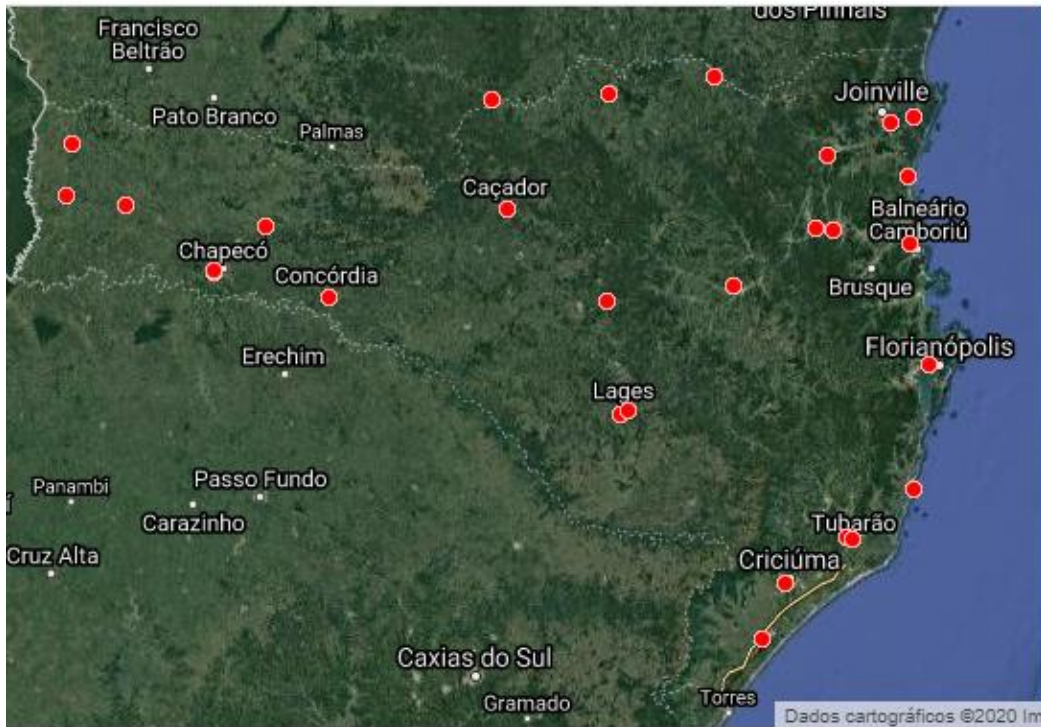 dos Pinhais
Francisco
Beltrão
Joinville
Pato Branco
Palmas
Caçador
Balneário
Camboriú
Chapecó
Concórdia
Brusque
Florianópolis
Erechim
Lages
Passo Fundo
Panambi
Carazinho
Tubarão
Cruz Alta
Criciúma
Caxias do Sul
Torres
Gramado
Dados cartográficos ©2020 Im